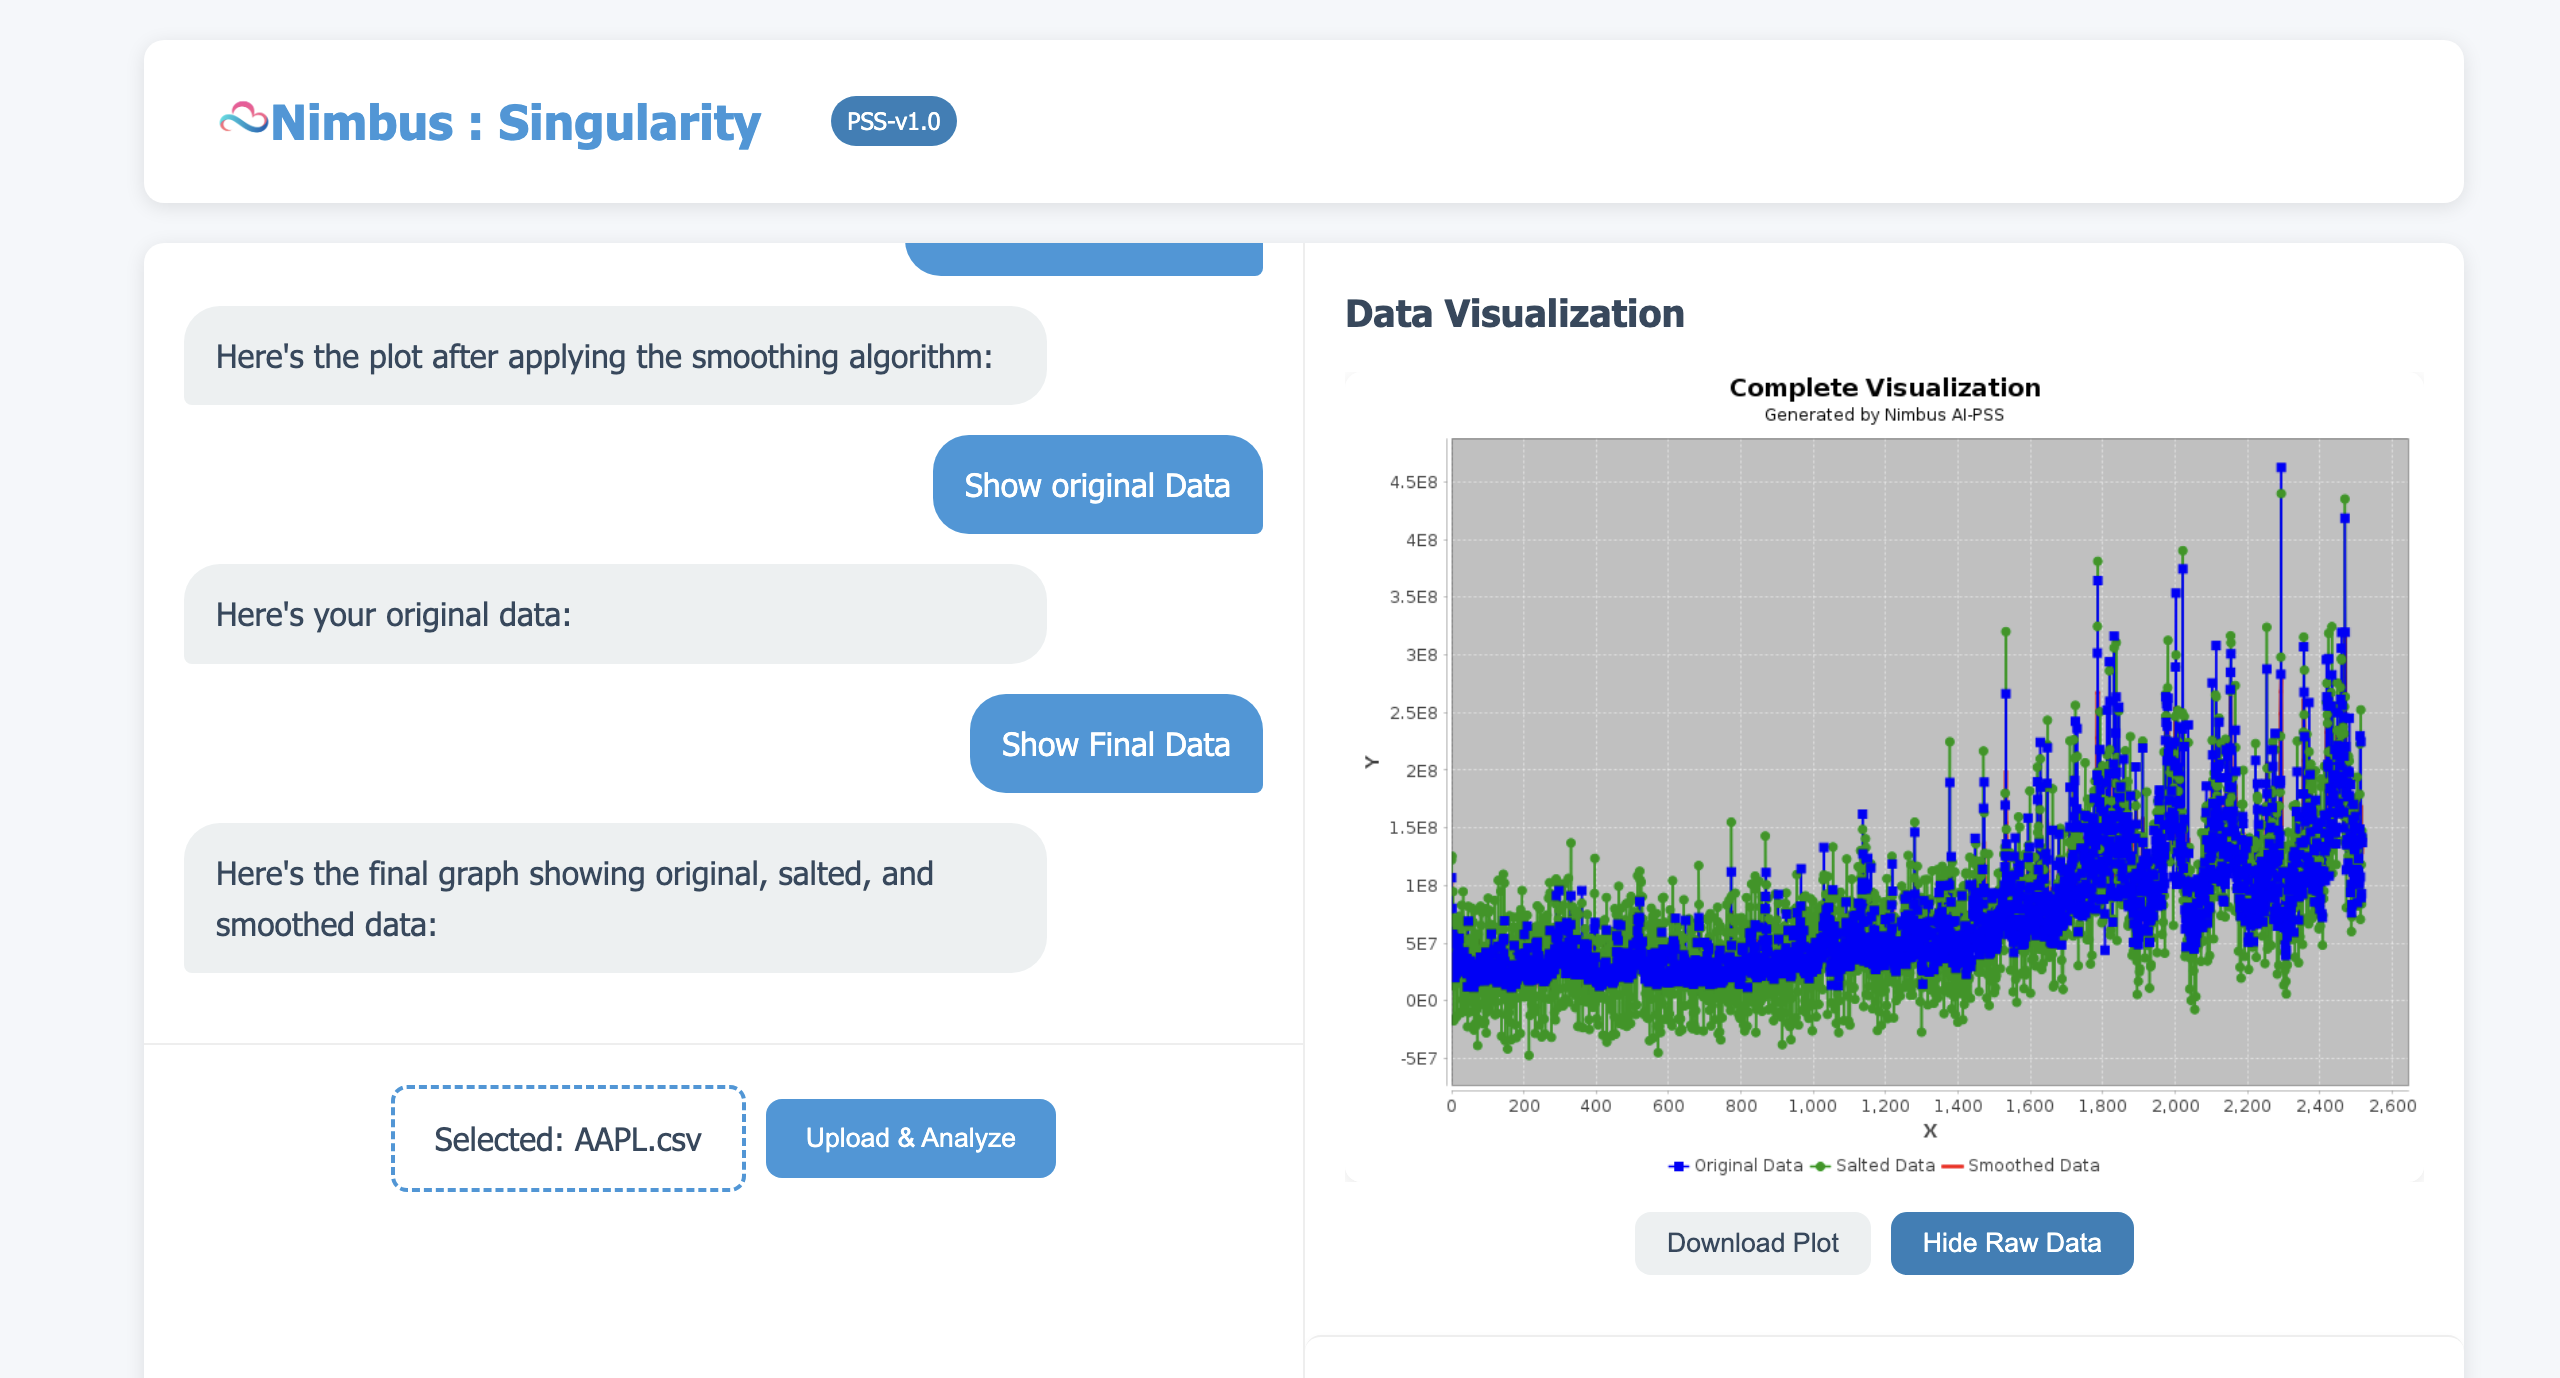 Nimbus : Singularity
PSS-v1.0
Here's the plot after applying the smoothing algorithm:
Show original Data
Here's your original data:
Show Final Data
Here's the final graph showing original, salted, and
smoothed data:
Selected: AAPL.csv
Upload & Analyze
Data Visualization
Complete Visualization
Generated by Nimbus AI-PSS
4.5E8
4E8
3.5E8
3E8
2.5E8
2E8
1.5E8
1E8
5E7
0E0
-5E7
Y
0 200 400 600 800 1,000 1,200 1,400 1,600 1,800 2,000 2,200 2,400 2,600
X
Original Data Salted Data Smoothed Data
Download Plot
Hide Raw Data